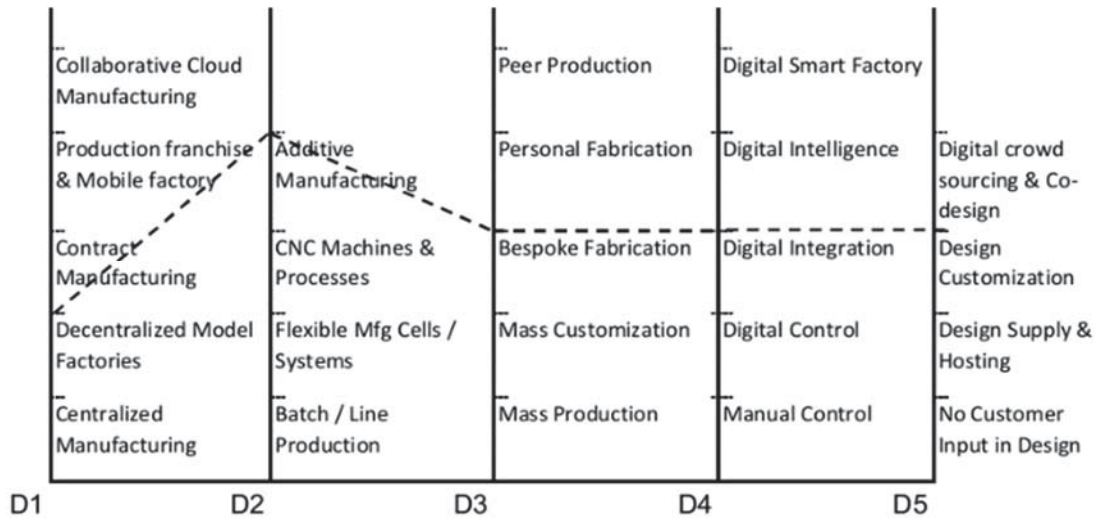 Collaborative Cloud
Manufacturing
Production franchise
& Mobile factory
Contract
Manufacturing
Decentralized Model
Factories
Centralized
Manufacturing
Additive
Manufacturing
CNC Machines &
Processes
Flexible Mfg Cells /
Systems
Batch / Line
Production
Peer Production
Personal Fabrication
Bespoke Fabrication
Mass Customization
Mass Production
Digital Smart Factory
Digital Intelligence
Digital Integration
Digital Control
Manual Control
Digital crowd
sourcing & Co-
design
Design
Customization
Design Supply &
Hosting
No Customer
Input in Design
D1
D2
D3
D4
D5